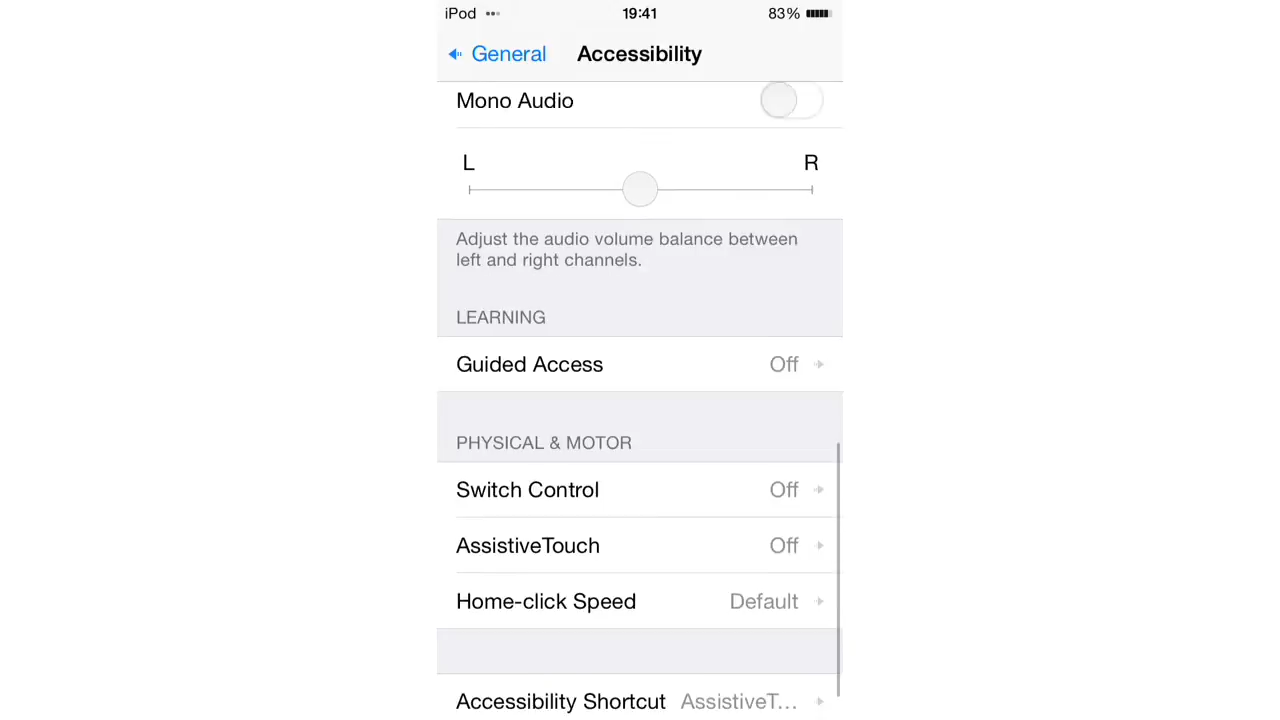 iPod 19:41 83%
General Accessibility
Mono Audio
L R
Adjust the audio volume balance between
left and right channels.
LEARNING
Guided Access Off
PHYSICAL & MOTOR
Switch Control Off
AssistiveTouch Off
Home-click Speed Default
Accessibility Shortcut AssistiveT...